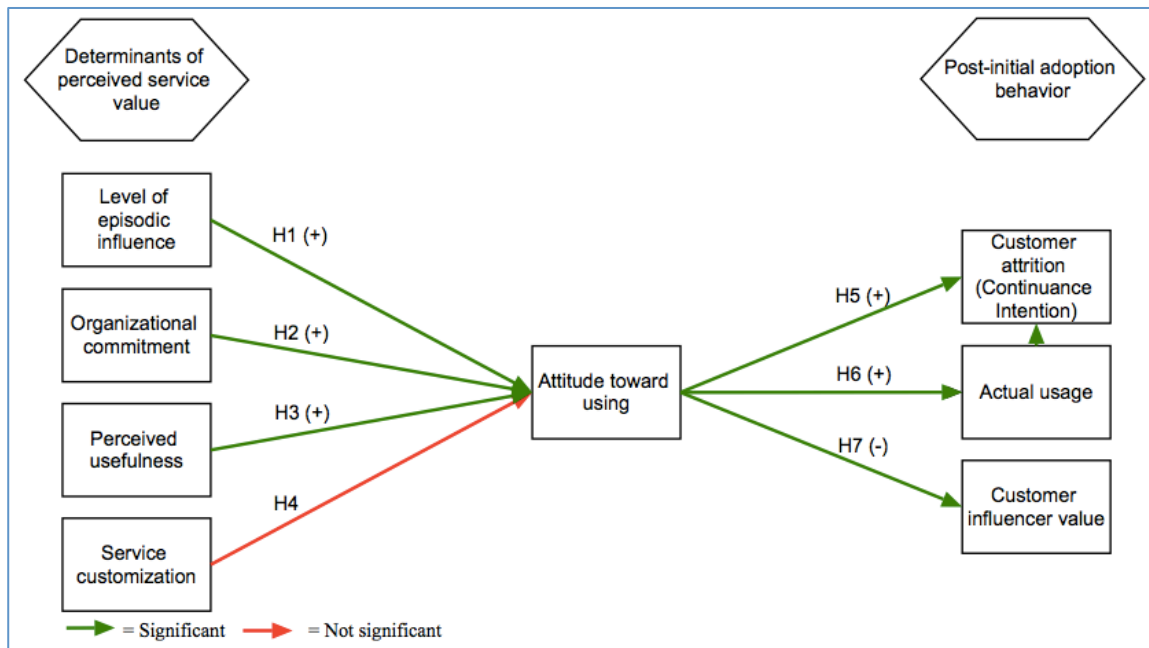 Determinants of
perceived service
value
Post-initial adoption
behavior
Level of
episodic
influence
H1 (+)
Organizational
commitment
H2 (+)
Perceived
usefulness
H3 (+)
Service
customization
H4
Attitude toward
using
H5 (+)
H6 (+)
H7 (-)
Customer
attrition
(Continuance
Intention)
Actual usage
Customer
influencer value
= Significant
= Not significant